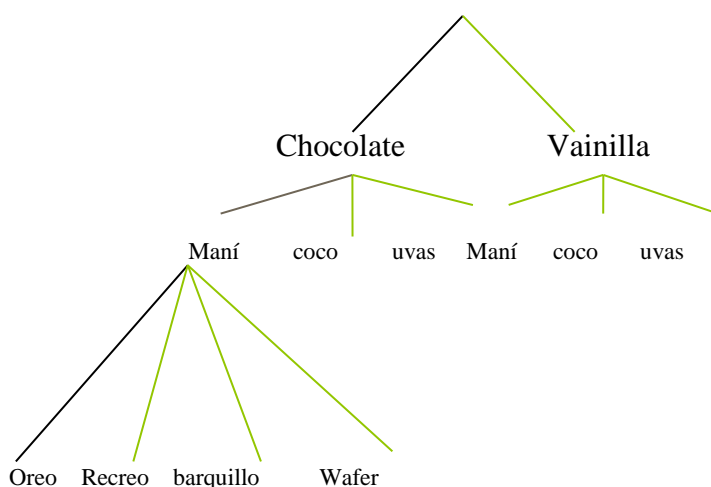 Chocolate Vainilla
Maní coco uvas Maní coco uvas
Oreo Recreo barquillo Wafer